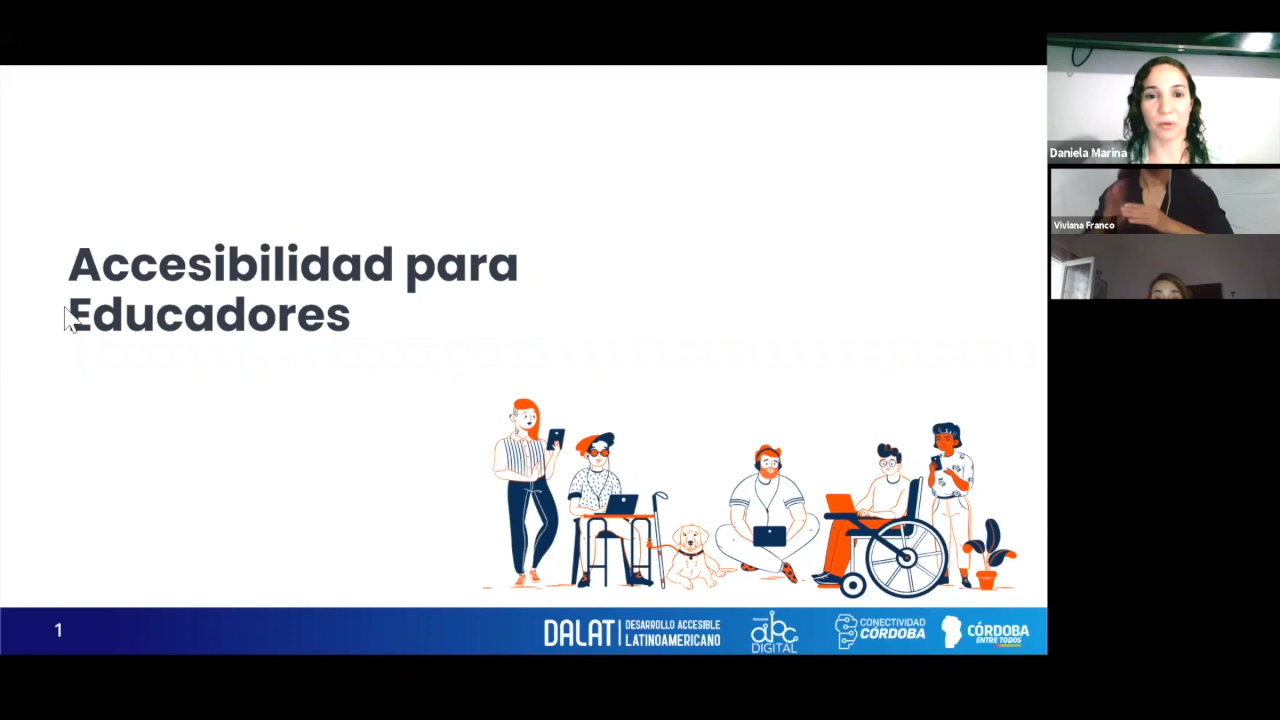 Accesibilidad para
Educadores
Daniela Marina
Viviana Franco
1
DALAT
DESARROLLO ACCESIBLE
LATINOAMERICANO
abc
DIGITAL
CONECTIVIDAD
CÓRDOBA
CÓRDOBA
ENTRE TODOS